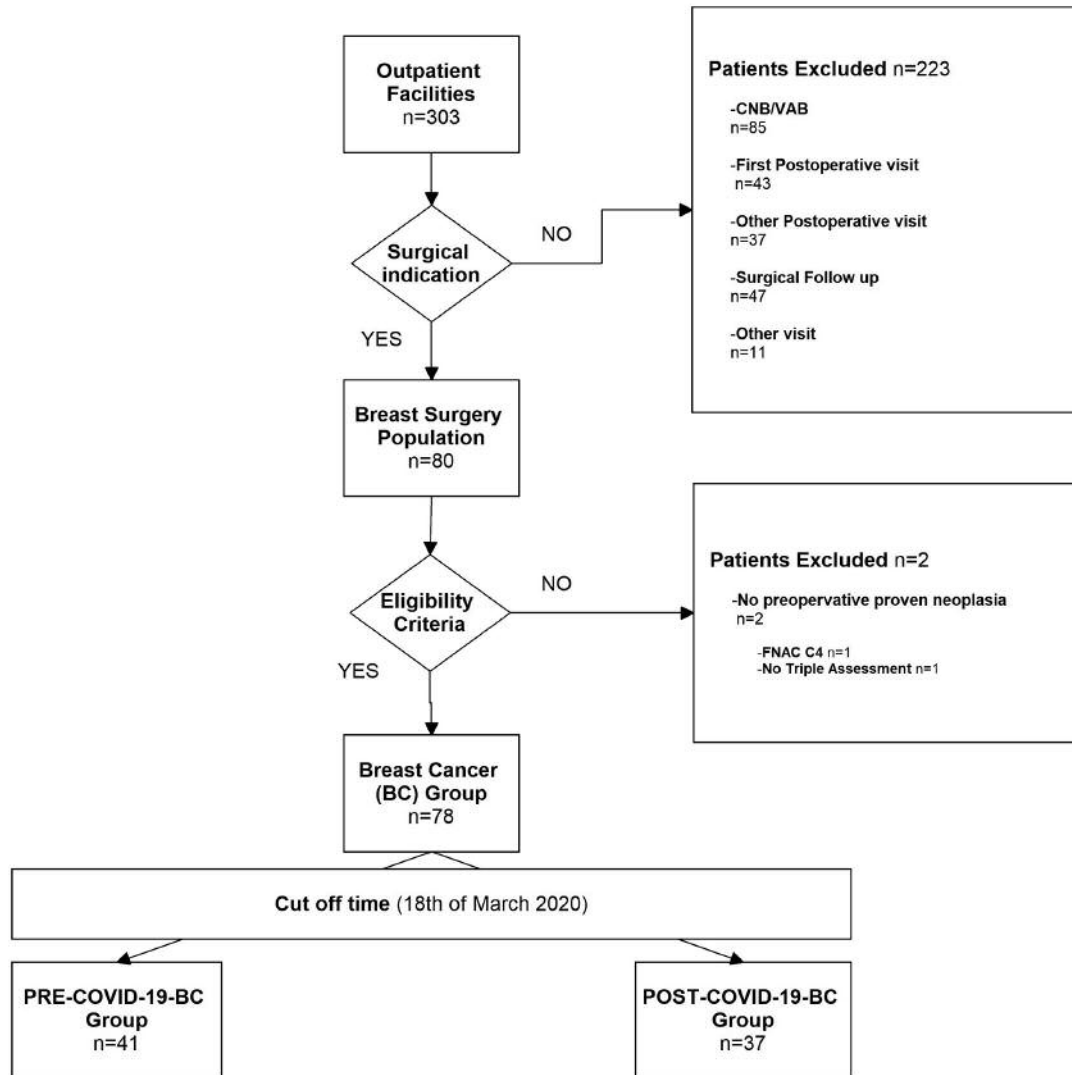 Outpatient
Facilities
n=303
Patients Excluded n=223
-CNB/VAB
n=85
-First Postoperative visit
n=43
-Other Postoperative visit
n=37
-Surgical Follow up
n=47
-Other visit
n=11
Surgical
indication
NO
YES
Breast Surgery
Population
n=80
Patients Excluded n=2
-No preopervative proven neoplasia
n=2
-FNAC C4 n=1
-No Triple Assessment n=1
Eligibility
Criteria
NO
YES
Breast Cancer
(BC) Group
n=78
Cut off time (18th of March 2020)
PRE-COVID-19-BC
Group
n=41
POST-COVID-19-BC
Group
n=37